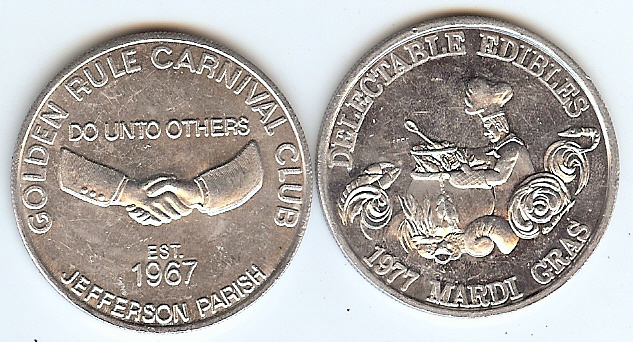 GOLDEN RULE CARNIVAL CLUB
DO UNTO OTHERS
EST.
1967
JEFFERSON PARISH
DELECTABLE EDIBLES
1977 MARDI GRAS